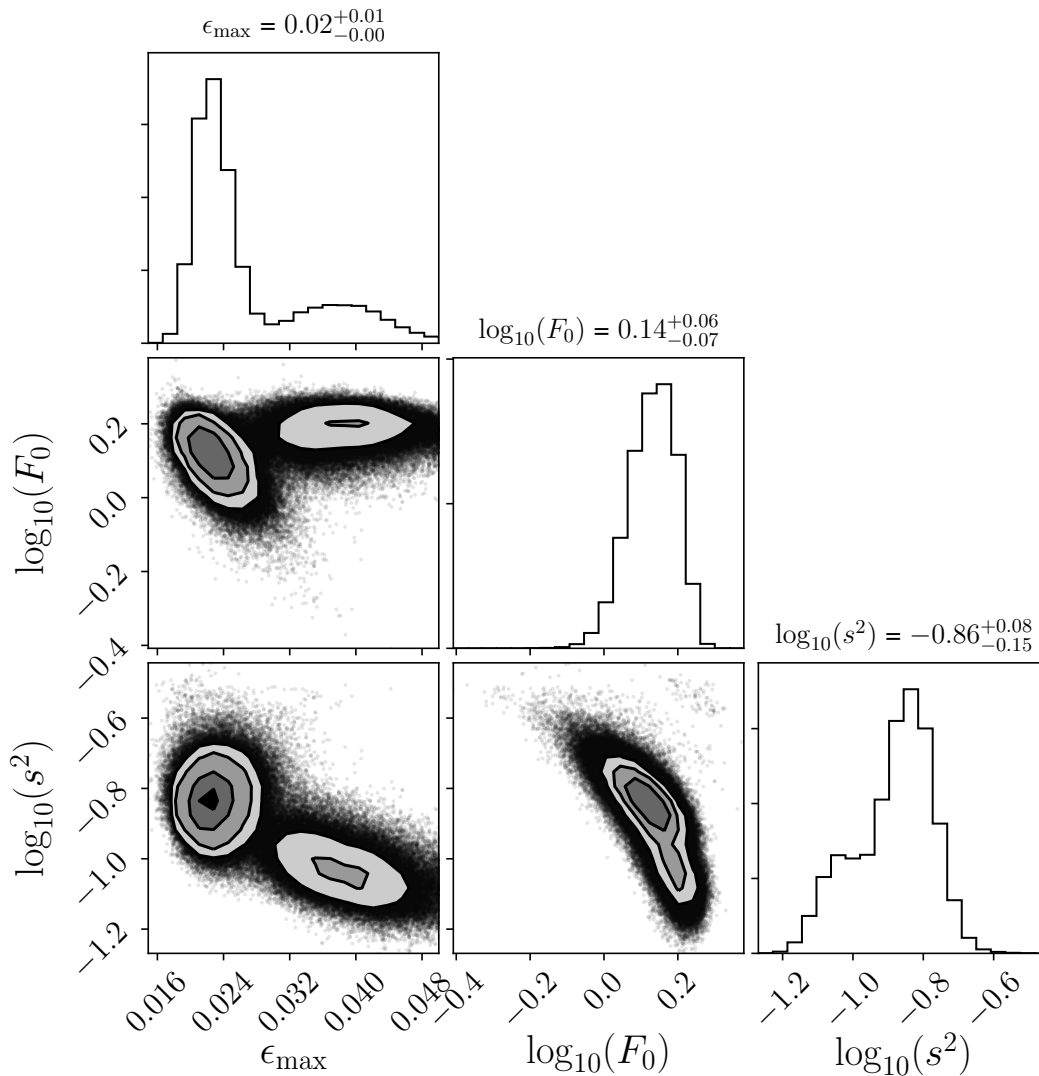 ϵ_max = 0.02^{+0.01}_{−0.00}
log₁₀(F₀) = 0.14^{+0.06}_{−0.07}
log₁₀(F₀)
0.2
0.0
−0.2
−0.4
log₁₀(s²) = −0.86^{+0.08}_{−0.15}
log₁₀(s²)
−0.6
−0.8
−1.0
−1.2
0.016 0.024 0.032 0.040 0.048 −0.4 −0.2 0.0 0.2 −1.2 −1.0 −0.8 −0.6
ϵ_max log₁₀(F₀) log₁₀(s²)